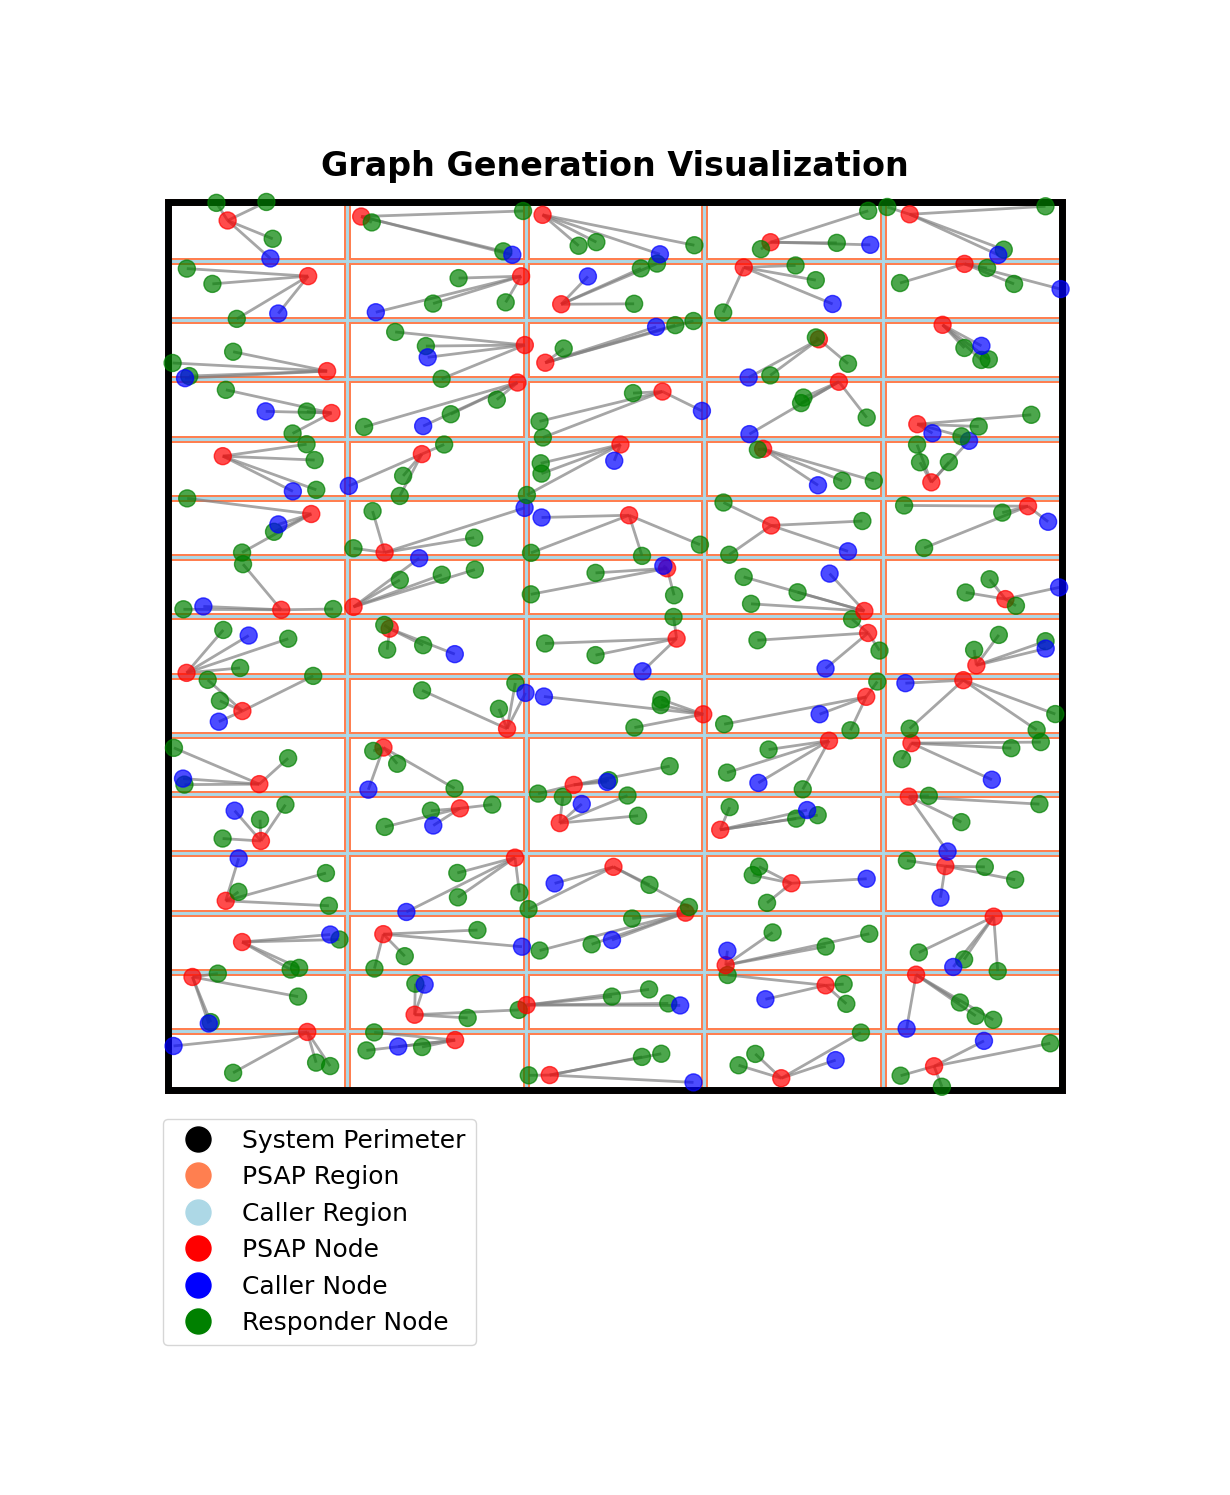 Graph Generation Visualization
System Perimeter
PSAP Region
Caller Region
PSAP Node
Caller Node
Responder Node